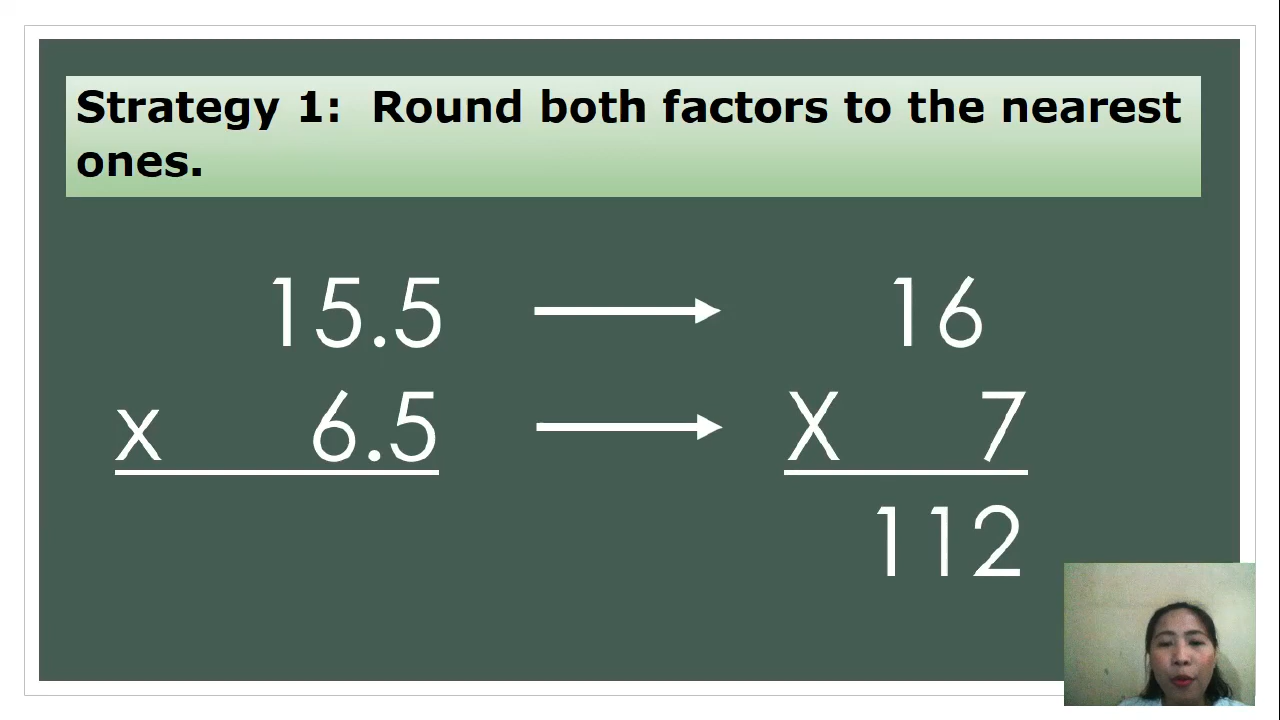 Strategy 1: Round both factors to the nearest
ones.
15.5 16
x 6.5 X 7
112